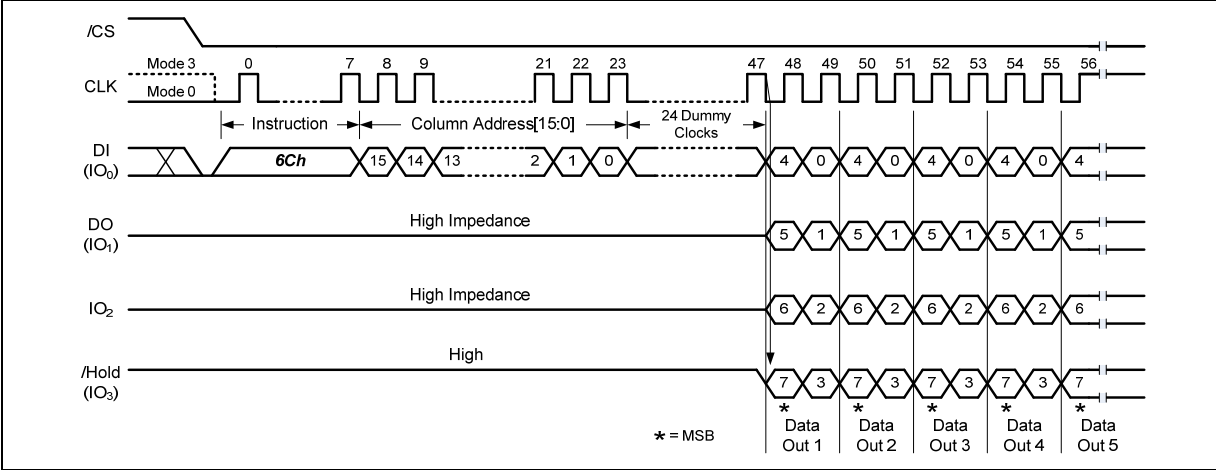 /CS
Mode 3 0 7 8 9 21 22 23 47 48 49 50 51 52 53 54 55 56
CLK
Mode 0
Instruction Column Address[15:0] 24 Dummy
Clocks
DI
(IO0)
6Ch 15 14 13 2 1 0 4 0 4 0 4 0 4 0 4
High Impedance
DO
(IO1)
5 1 5 1 5 1 5 1 5
High Impedance
IO2 6 2 6 2 6 2 6 2 6
High
/Hold
(IO3)
7 3 7 3 7 3 7 3 7
* * * * *
* = MSB
Data Out 1
Data Out 2
Data Out 3
Data Out 4
Data Out 5